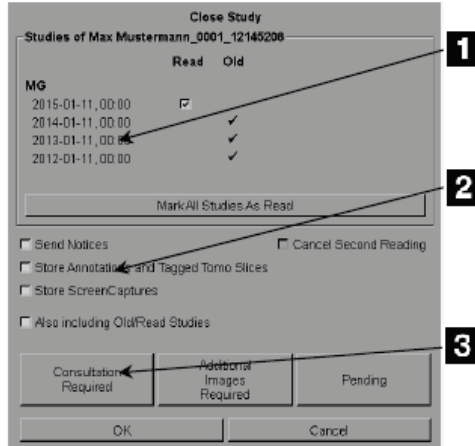 Close Study
Studies of Max Mustermann_0001_12145208
Read Old
MG
2015-01-11, 00:00
2014-01-11, 00:00
2013-01-11, 00:00
2012-01-11, 00:00
Mark All Studies As Read
Send Notices
Cancel Second Reading
Store Annotations and Tagged Tomo Slices
Store ScreenCaptures
Also including Old/Read Studies
Consultation
Required
Additional
Images
Required
Pending
OK
Cancel
1
2
3